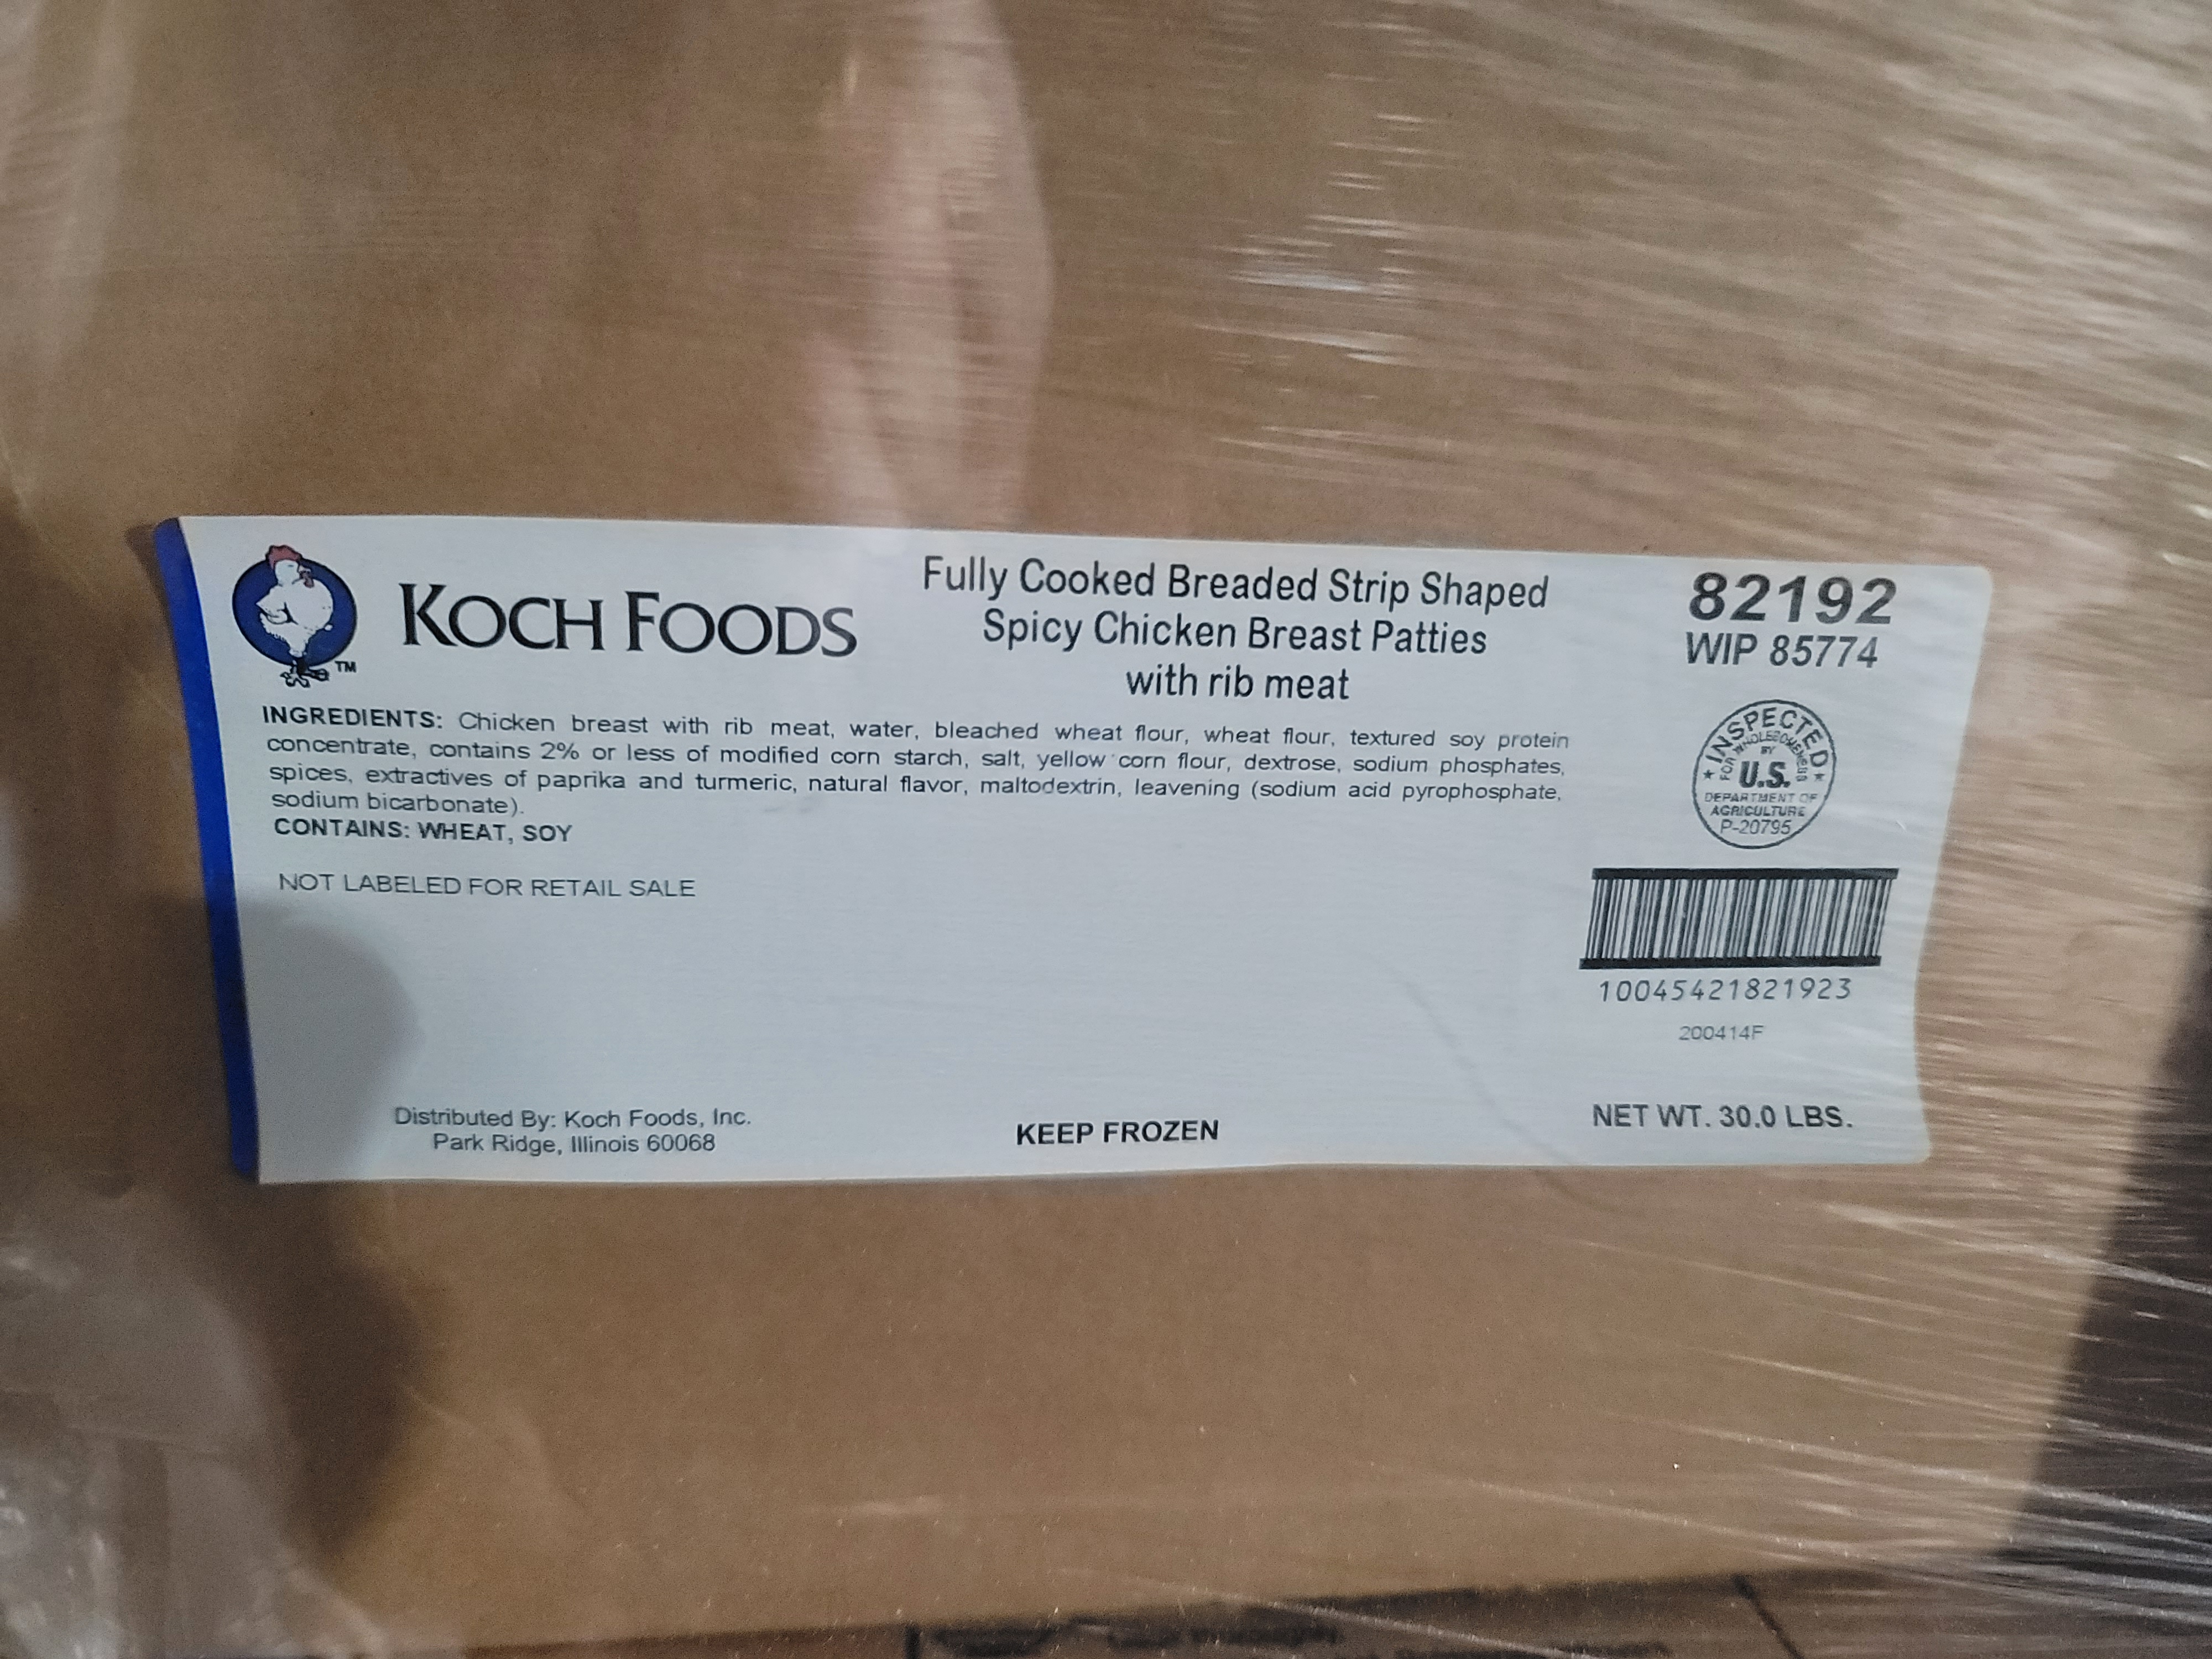 KOCH FOODS
TM
Fully Cooked Breaded Strip Shaped
Spicy Chicken Breast Patties
with rib meat
82192
WIP 85774
INGREDIENTS: Chicken breast with rib meat, water, bleached wheat flour, wheat flour, textured soy protein
concentrate, contains 2% or less of modified corn starch, salt, yellow corn flour, dextrose, sodium phosphates,
spices, extractives of paprika and turmeric, natural flavor, maltodextrin, leavening (sodium acid pyrophosphate,
sodium bicarbonate).
CONTAINS: WHEAT, SOY
NOT LABELED FOR RETAIL SALE
INSPECTED
FOR WHOLESOMENESS
BY
U.S.
DEPARTMENT OF
AGRICULTURE
P-20795
10045421821923
200414F
Distributed By: Koch Foods, Inc.
Park Ridge, Illinois 60068
KEEP FROZEN
NET WT. 30.0 LBS.